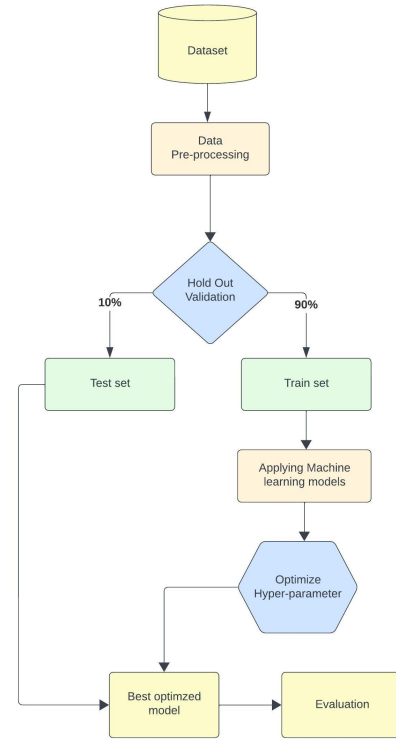 Dataset
Data
Pre-processing
Hold Out
Validation
10%
90%
Test set
Train set
Applying Machine
learning models
Optimize
Hyper-parameter
Best optimzed
model
Evaluation